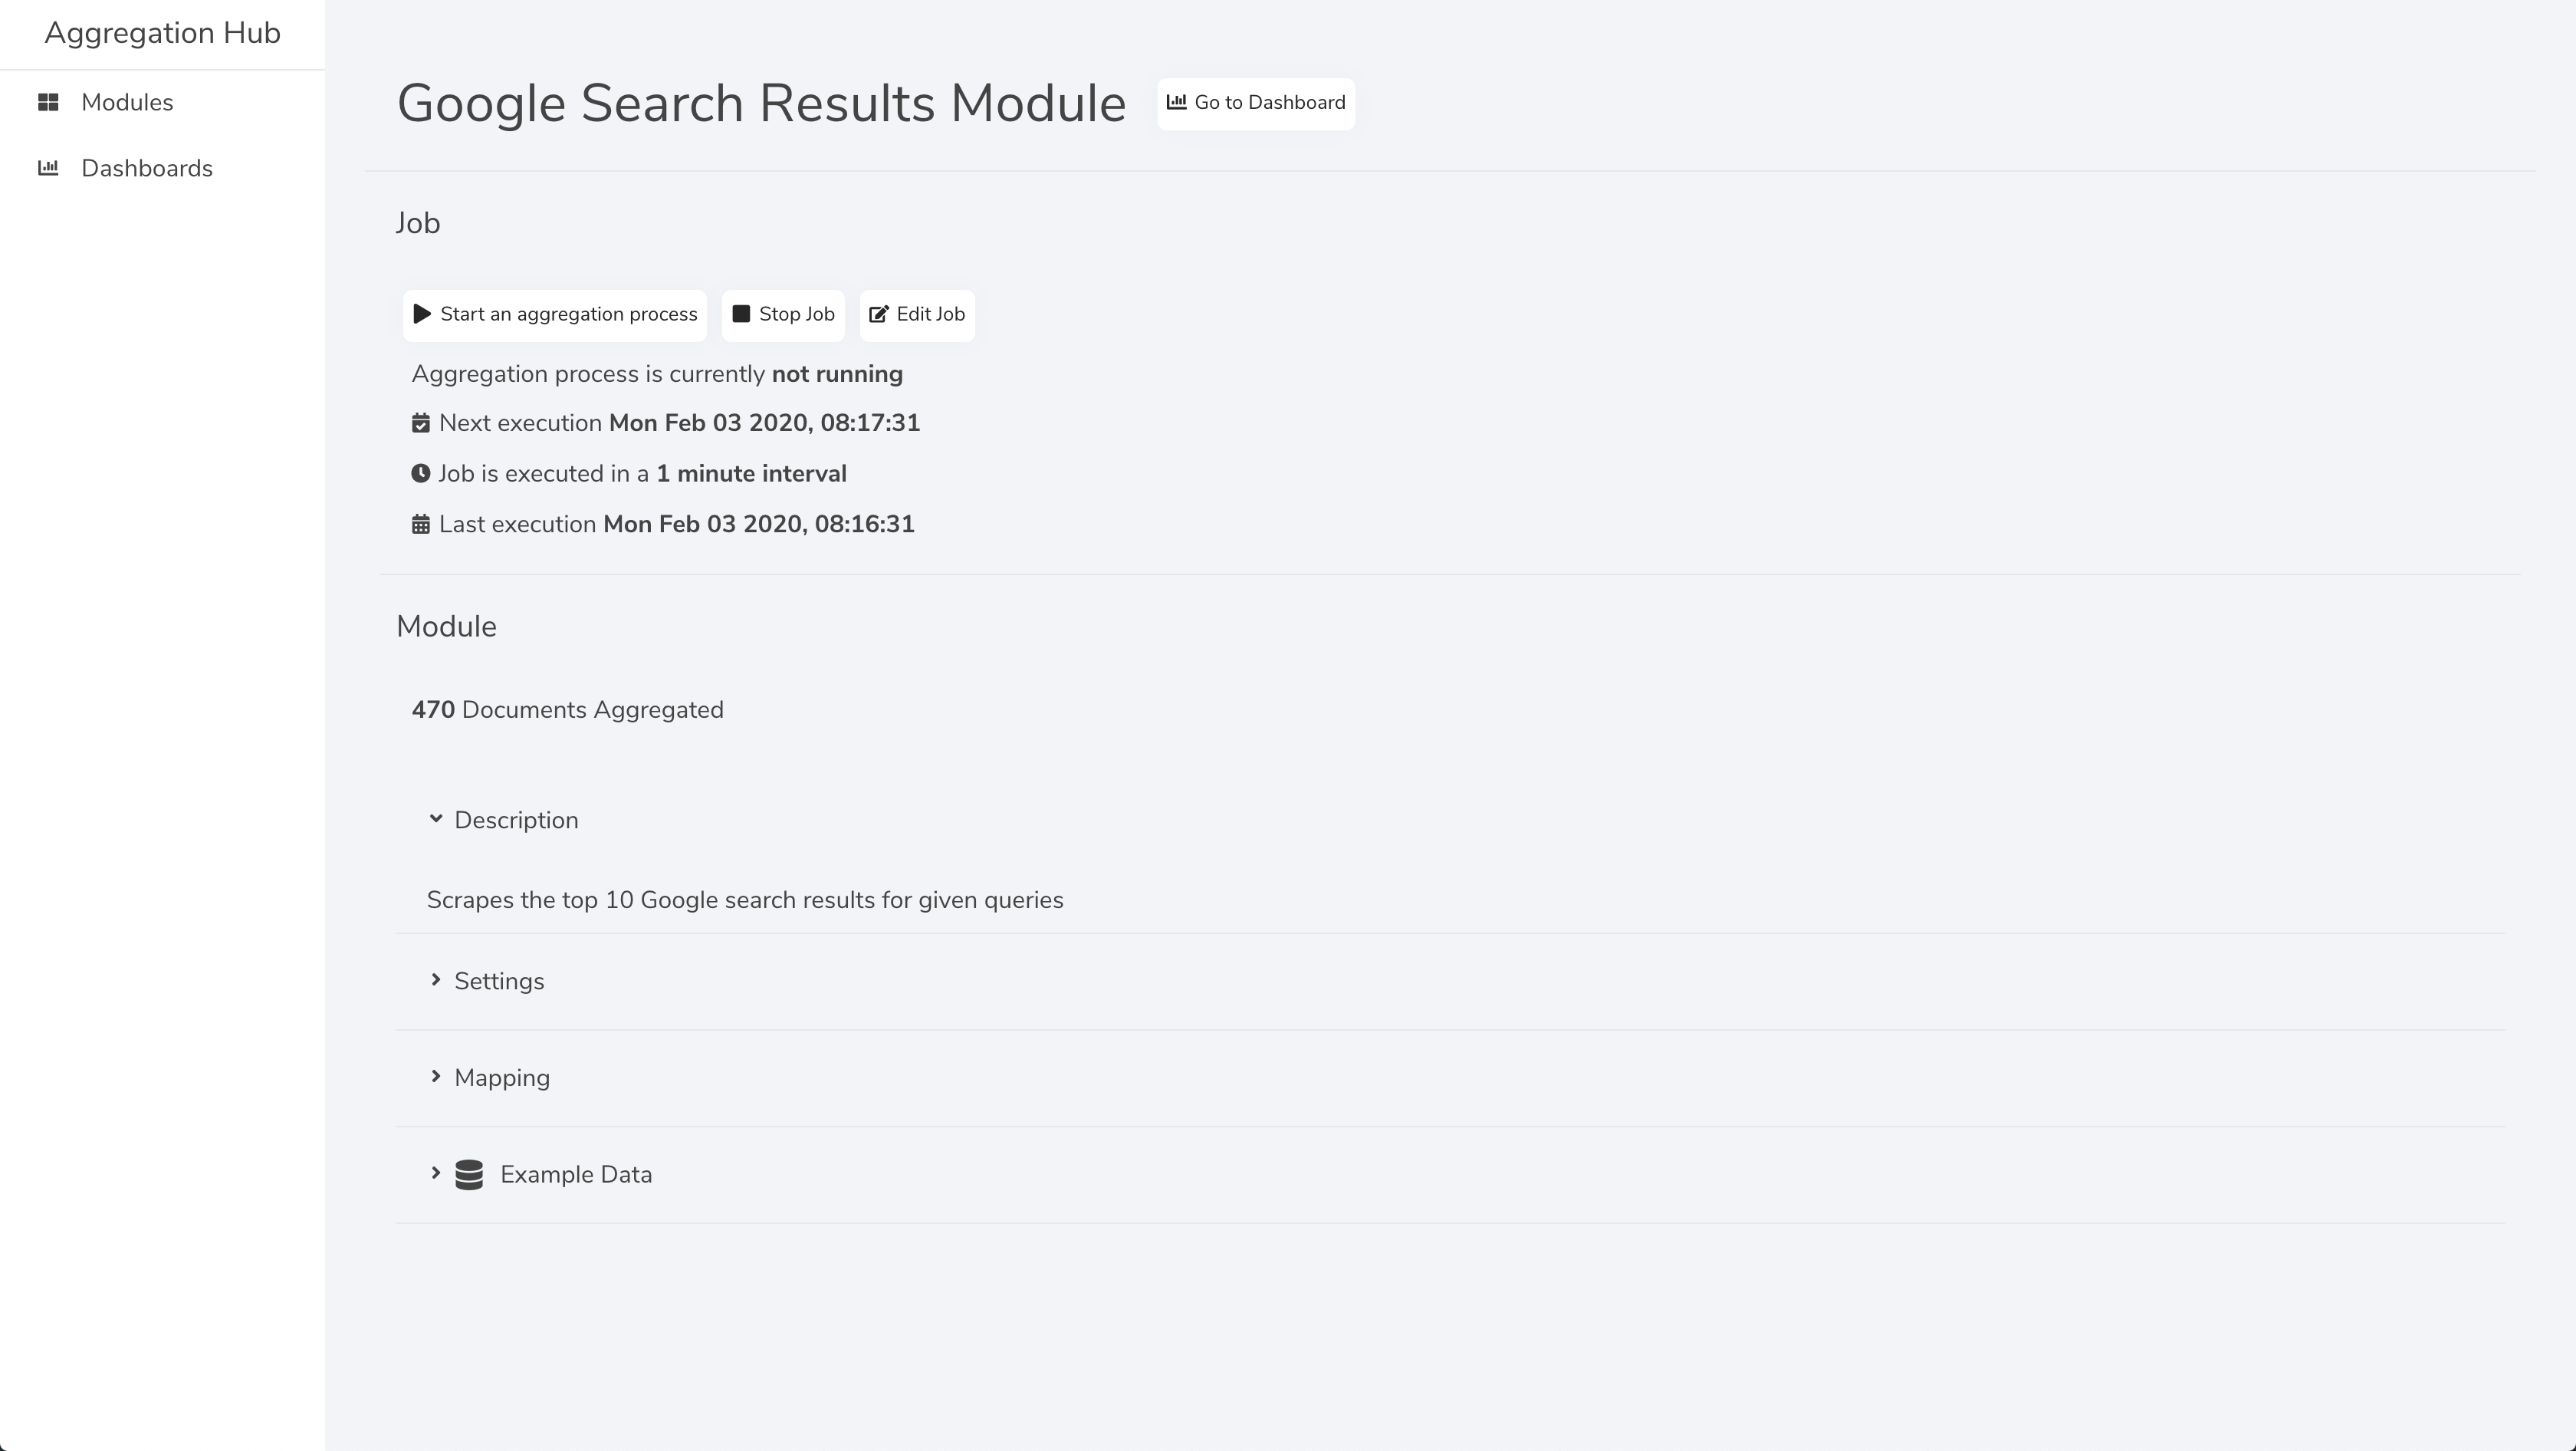 Aggregation Hub
Modules
Dashboards
Google Search Results Module
Go to Dashboard
Job
Start an aggregation process
Stop Job
Edit Job
Aggregation process is currently not running
Next execution Mon Feb 03 2020, 08:17:31
Job is executed in a 1 minute interval
Last execution Mon Feb 03 2020, 08:16:31
Module
470 Documents Aggregated
Description
Scrapes the top 10 Google search results for given queries
Settings
Mapping
Example Data